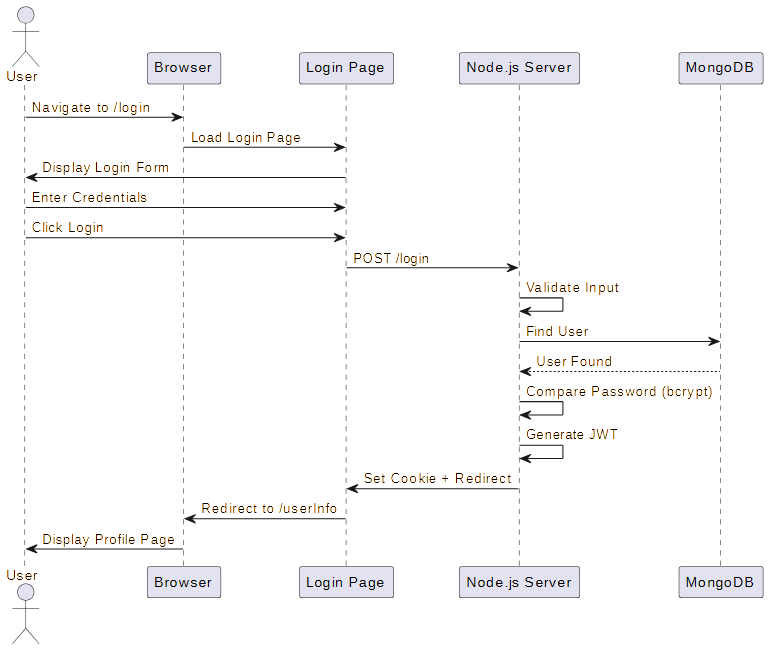 User
Browser
Login Page
Node.js Server
MongoDB
Navigate to /login
Load Login Page
Display Login Form
Enter Credentials
Click Login
POST /login
Validate Input
Find User
User Found
Compare Password (bcrypt)
Generate JWT
Set Cookie + Redirect
Redirect to /userInfo
Display Profile Page
User
Browser
Login Page
Node.js Server
MongoDB